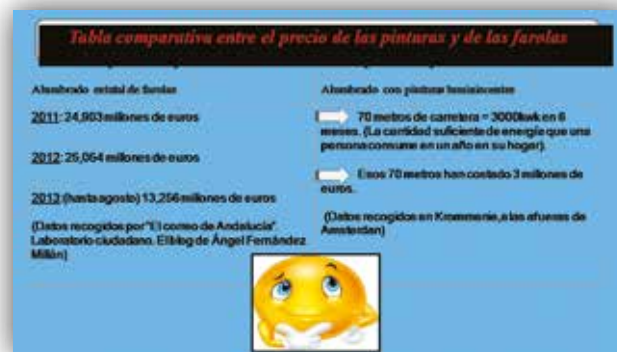 Tabla comparativa entre el precio de las pinturas y de las farolas
Alumbrado estatal de farolas
2011: 24,903 millones de euros
2012: 25,054 millones de euros
2013 (hasta agosto) 13,256 millones de euros
(Datos recogidos por "El correo de Andalucía"
Laboratorio ciudadano. El blog de Ángel Fernández
Millán)
Alumbrado con pinturas luminiscentes
70 metros de carretera = 3000kwk en 6
meses. (La cantidad suficiente de energía que una
persona consume en un año en su hogar).
Esos 70 metros han costado 3 millones de
euros.
(Datos recogidos en Krommenie, a las afueras de
Amsterdan)